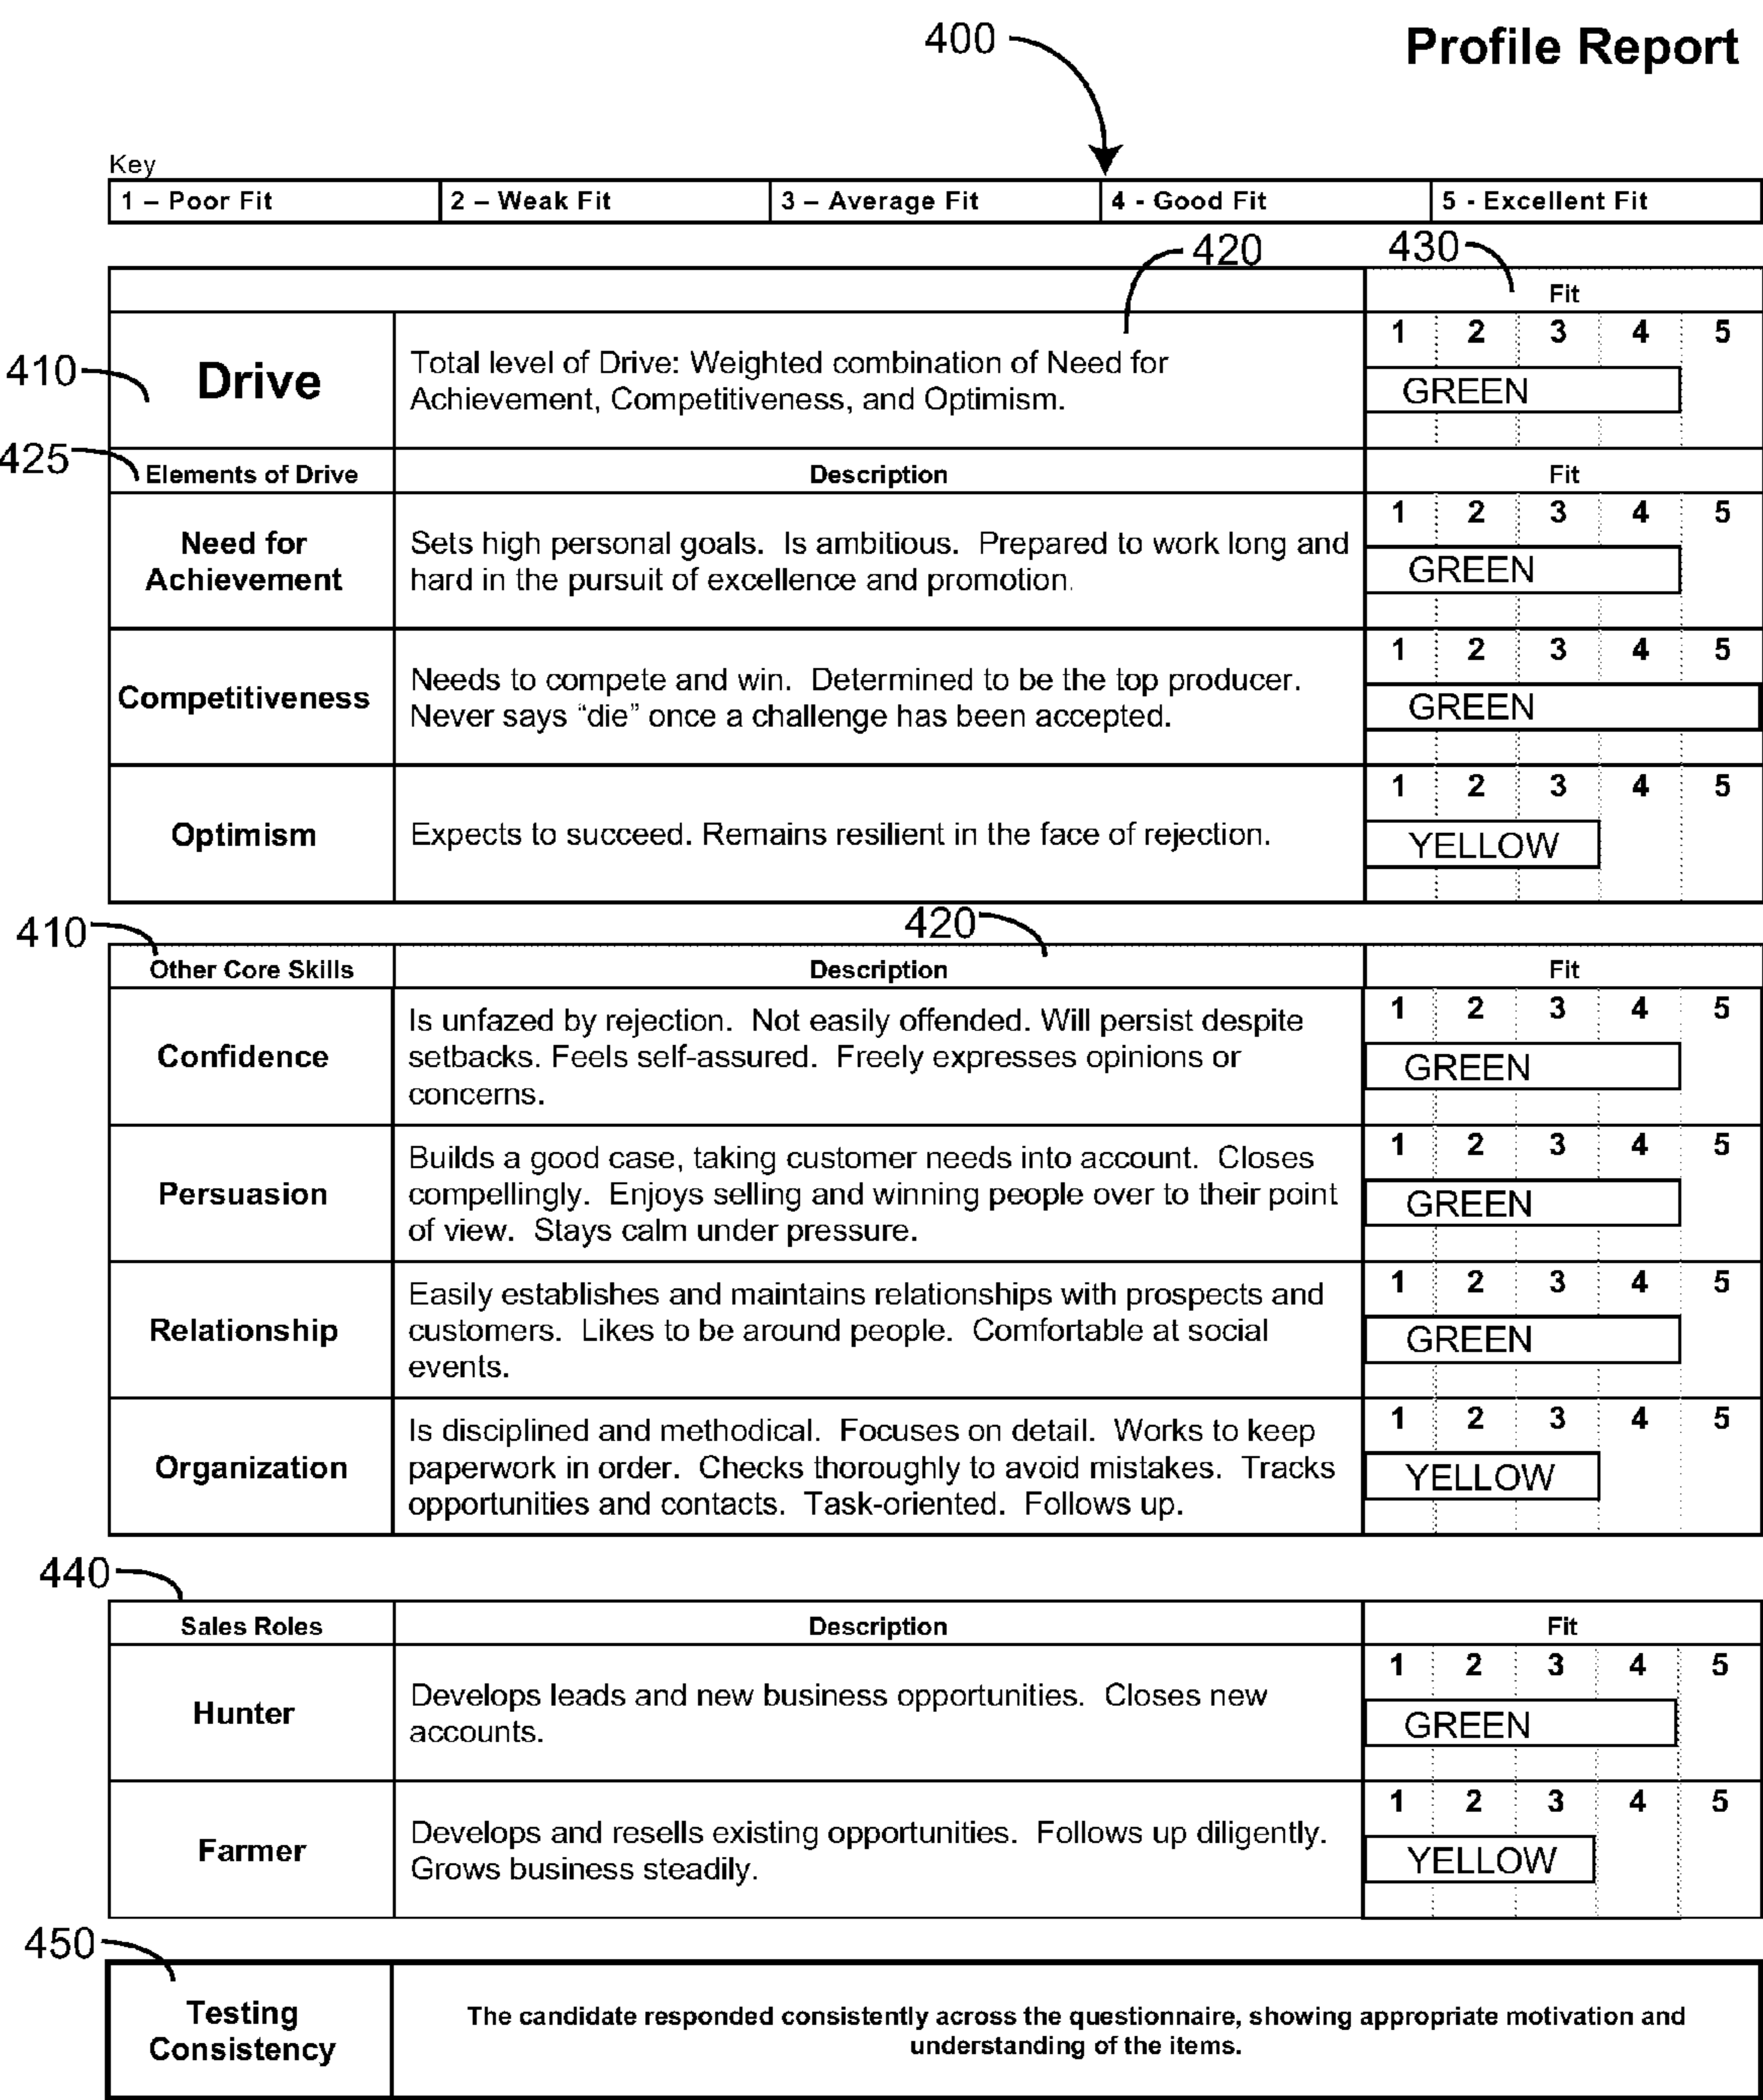 400
Profile Report
Key
1 – Poor Fit
2 – Weak Fit
3 – Average Fit
4 - Good Fit
5 - Excellent Fit
420
430
Fit
410
Drive
Total level of Drive: Weighted combination of Need for
Achievement, Competitiveness, and Optimism.
1 2 3 4 5
GREEN
425
Elements of Drive
Description
Fit
Need for
Achievement
Sets high personal goals. Is ambitious. Prepared to work long and
hard in the pursuit of excellence and promotion.
1 2 3 4 5
GREEN
Competitiveness
Needs to compete and win. Determined to be the top producer.
Never says “die” once a challenge has been accepted.
1 2 3 4 5
GREEN
Optimism
Expects to succeed. Remains resilient in the face of rejection.
1 2 3 4 5
YELLOW
410
420
Other Core Skills
Description
Fit
Confidence
Is unfazed by rejection. Not easily offended. Will persist despite
setbacks. Feels self-assured. Freely expresses opinions or
concerns.
1 2 3 4 5
GREEN
Persuasion
Builds a good case, taking customer needs into account. Closes
compellingly. Enjoys selling and winning people over to their point
of view. Stays calm under pressure.
1 2 3 4 5
GREEN
Relationship
Easily establishes and maintains relationships with prospects and
customers. Likes to be around people. Comfortable at social
events.
1 2 3 4 5
GREEN
Organization
Is disciplined and methodical. Focuses on detail. Works to keep
paperwork in order. Checks thoroughly to avoid mistakes. Tracks
opportunities and contacts. Task-oriented. Follows up.
1 2 3 4 5
YELLOW
440
Sales Roles
Description
Fit
Hunter
Develops leads and new business opportunities. Closes new
accounts.
1 2 3 4 5
GREEN
Farmer
Develops and resells existing opportunities. Follows up diligently.
Grows business steadily.
1 2 3 4 5
YELLOW
450
Testing
Consistency
The candidate responded consistently across the questionnaire, showing appropriate motivation and
understanding of the items.